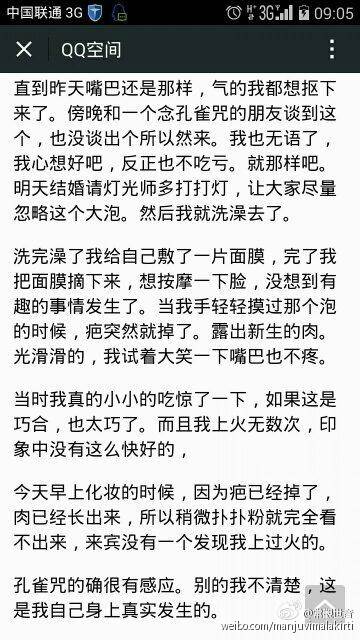 中国联通 3G
09:05
QQ空间
直到昨天嘴巴还是那样，气的我都想抠下
来了。傍晚和一个念孔雀咒的朋友谈到这
个，也没谈出个所以然来。我也无语了，
我心想好吧，反正也不吃亏。就那样吧。
明天结婚请灯光师多打打灯，让大家尽量
忽略这个大泡。然后我就洗澡去了。
洗完澡了我给自己敷了一片面膜，完了我
把面膜摘下来，想按摩一下脸，没想到有
趣的事情发生了。当我手轻轻摸过那个泡
的时候，疤突然就掉了。露出新生的肉。
光滑滑的，我试着大笑一下嘴巴也不疼。
当时我真的小小的吃惊了一下，如果这是
巧合，也太巧了。而且我上火无数次，印
象中没有这么快好的，
今天早上化妆的时候，因为疤已经掉了，
肉已经长出来，所以稍微扑扑粉就完全看
不出来，来宾没有一个发现我上过火的。
孔雀咒的确很有感应。别的我不清楚，这
是我自己身上真实发生的。
weibo.com/manjuvimalakirti